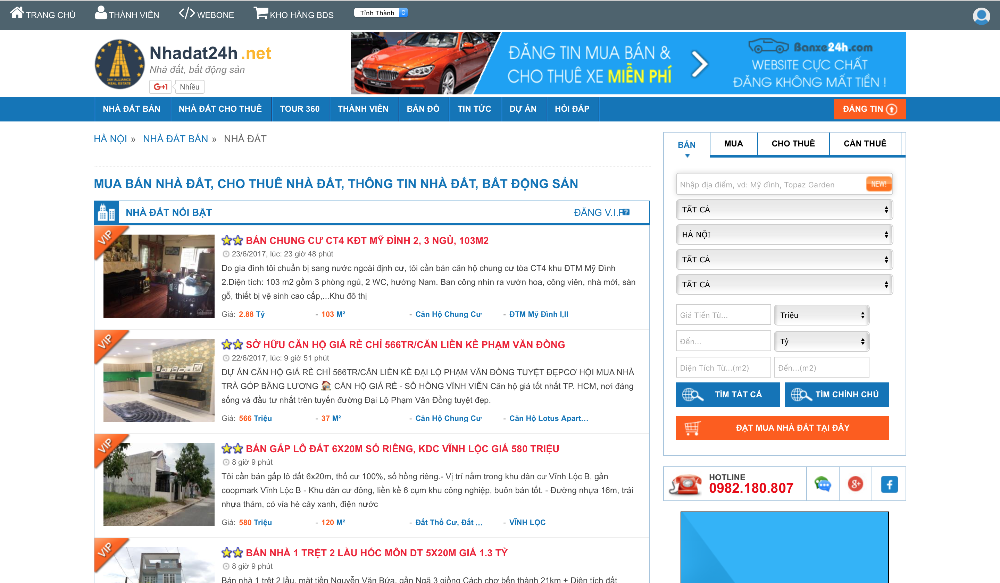 TRANG CHỦ
THÀNH VIÊN
WEBONE
KHO HÀNG BDS
Tỉnh Thành
24H ALLIANCE
REAL ESTATE
Nhadat24h.net
Nhà đất, bất động sản
G+1
Nhiều
ĐĂNG TIN MUA BÁN &
CHO THUÊ XE MIỄN PHÍ
Banxe24h.com
WEBSITE CỰC CHẤT
ĐĂNG KHÔNG MẤT TIỀN !
NHÀ ĐẤT BÁN
NHÀ ĐẤT CHO THUÊ
TOUR 360
THÀNH VIÊN
BẢN ĐỒ
TIN TỨC
DỰ ÁN
HỎI ĐÁP
ĐĂNG TIN
HÀ NỘI » NHÀ ĐẤT BÁN » NHÀ ĐẤT
MUA BÁN NHÀ ĐẤT, CHO THUÊ NHÀ ĐẤT, THÔNG TIN NHÀ ĐẤT, BẤT ĐỘNG SẢN
NHÀ ĐẤT NỔI BẬT
ĐĂNG V.I.P
VIP
BÁN CHUNG CƯ CT4 KĐT MỸ ĐÌNH 2, 3 NGỦ, 103M2
23/6/2017, lúc: 23 giờ 48 phút
Do gia đình tôi chuẩn bị sang nước ngoài định cư, tôi cần bán căn hộ chung cư tòa CT4 khu ĐTM Mỹ Đình
2.Diện tích: 103 m2 gồm 3 phòng ngủ, 2 WC, hướng Nam. Ban công nhìn ra vườn hoa, công viên, nhà mới, sàn
gỗ, thiết bị vệ sinh cao cấp,...Khu đô thị
Giá: 2.88 Tỷ - 103 M² - Căn Hộ Chung Cư - ĐTM Mỹ Đình I,II
VIP
SỞ HỮU CĂN HỘ GIÁ RẺ CHỈ 566TR/CĂN LIỀN KỀ PHẠM VĂN ĐỒNG
22/6/2017, lúc: 9 giờ 51 phút
DỰ ÁN CĂN HỘ GIÁ RẺ CHỈ 566TR/CĂN LIỀN KỀ ĐẠI LỘ PHẠM VĂN ĐỒNG TUYỆT ĐẸPCƠ HỘI MUA NHÀ
TRẢ GÓP BẰNG LƯƠNG 🏠 CĂN HỘ GIÁ RẺ - SỔ HỒNG VĨNH VIỄN Căn hộ giá tốt nhất TP. HCM, nơi đáng
sống và đầu tư nhất trên tuyến đường Đại Lộ Phạm Văn Đồng tuyệt đẹp.
Giá: 566 Triệu - 37 M² - Căn Hộ Chung Cư - Căn Hộ Lotus Apart...
VIP
BÁN GẤP LÔ ĐẤT 6X20M SỔ RIÊNG, KDC VĨNH LỘC GIÁ 580 TRIỆU
8 giờ 9 phút
Tôi cần bán gấp lô đất 6x20m, thổ cư 100%, sổ hồng riêng.- Vị trí nằm trong khu dân cư Vĩnh Lộc B, gần
coopmark Vĩnh Lộc B - Khu dân cư đông, liền kề 6 cụm khu công nghiệp, buôn bán tốt. - Đường nhựa 16m, trải
nhựa thảm, có vỉa hè cây xanh, điện nước
Giá: 580 Triệu - 120 M² - Đất Thổ Cư, Đất ... - VĨNH LỘC
VIP
BÁN NHÀ 1 TRỆT 2 LẦU HÓC MÔN DT 5X20M GIÁ 1.3 TỶ
8 giờ 9 phút
Bán nhà 1 trệt 2 lầu, mặt tiền Nguyễn Văn Bứa, gần Ngã 3 giồng Cách chợ bến thành 21km + Diện tích đất
BÁN
MUA
CHO THUÊ
CẦN THUÊ
Nhập địa điểm, vd: Mỹ đình, Topaz Garden
NEW!
TẤT CẢ
HÀ NỘI
TẤT CẢ
TẤT CẢ
Giá Tiền Từ...
Triệu
Đến...
Tỷ
Diện Tích Từ...(m2)
Đến...(m2)
TÌM TẤT CẢ
TÌM CHÍNH CHỦ
ĐẶT MUA NHÀ ĐẤT TẠI ĐÂY
HOTLINE
0982.180.807